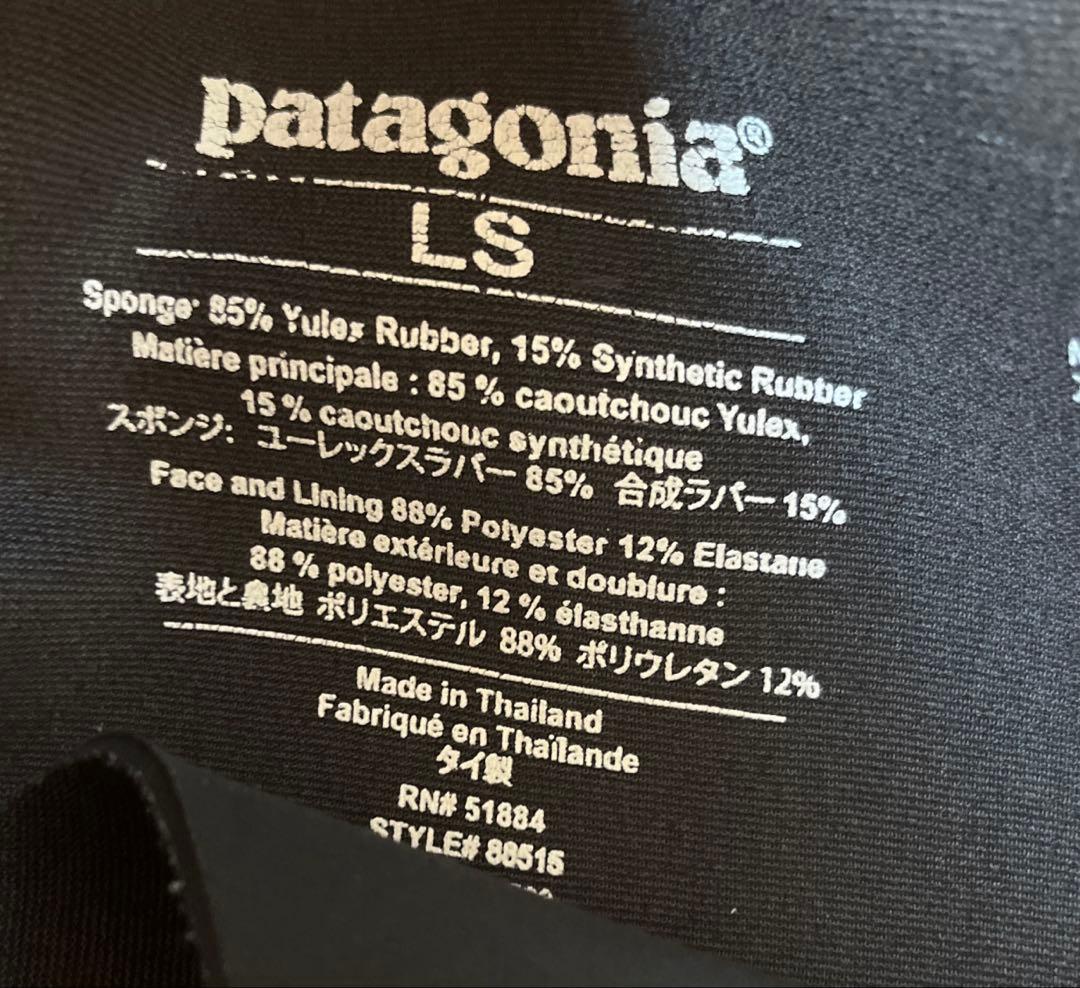 patagonia®
LS
Sponge: 85% Yulex Rubber, 15% Synthetic Rubber
Matière principale : 85 % caoutchouc Yulex,
15 % caoutchouc synthétique
スポンジ: ユーレックスラバー 85% 合成ラバー 15%
Face and Lining 88% Polyester 12% Elastane
Matière extérieure et doublure :
88 % polyester, 12 % élasthanne
表地と裏地 ポリエステル 88% ポリウレタン 12%
Made in Thailand
Fabriqué en Thaïlande
タイ製
RN# 51884
STYLE# 88515